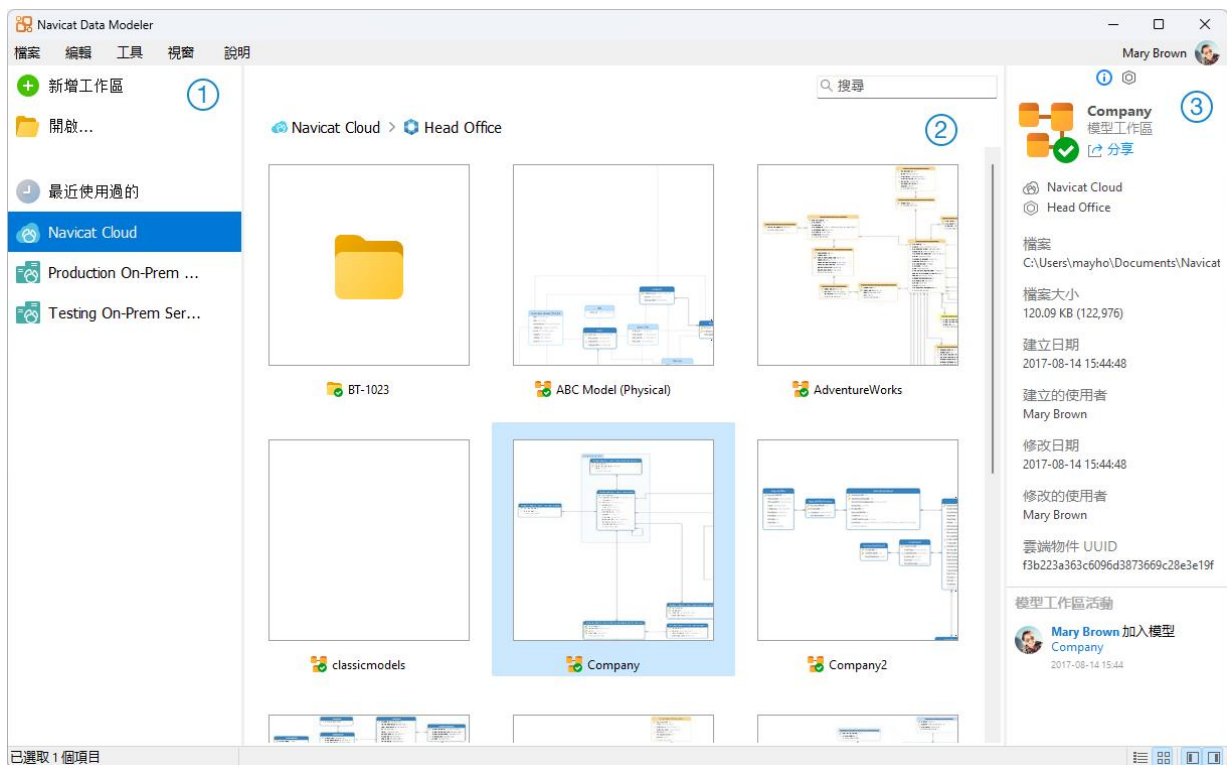 Navicat Data Modeler
檔案 編輯 工具 視窗 說明
Mary Brown
新增工作區
開啟...
最近使用過的
Navicat Cloud
Production On-Prem ...
Testing On-Prem Ser...
1
搜尋
Navicat Cloud > Head Office
2
BT-1023
ABC Model (Physical)
AdventureWorks
classicmodels
Company
Company2
3
Company
模型工作區
分享
Navicat Cloud
Head Office
檔案
C:\Users\mayho\Documents\Navicat
檔案大小
120.09 KB (122,976)
建立日期
2017-08-14 15:44:48
建立的使用者
Mary Brown
修改日期
2017-08-14 15:44:48
修改的使用者
Mary Brown
雲端物件 UUID
f3b223a363c6096d3873669c28e3e19f
模型工作區活動
Mary Brown 加入模型
Company
2017-08-14 15:44
已選取 1 個項目